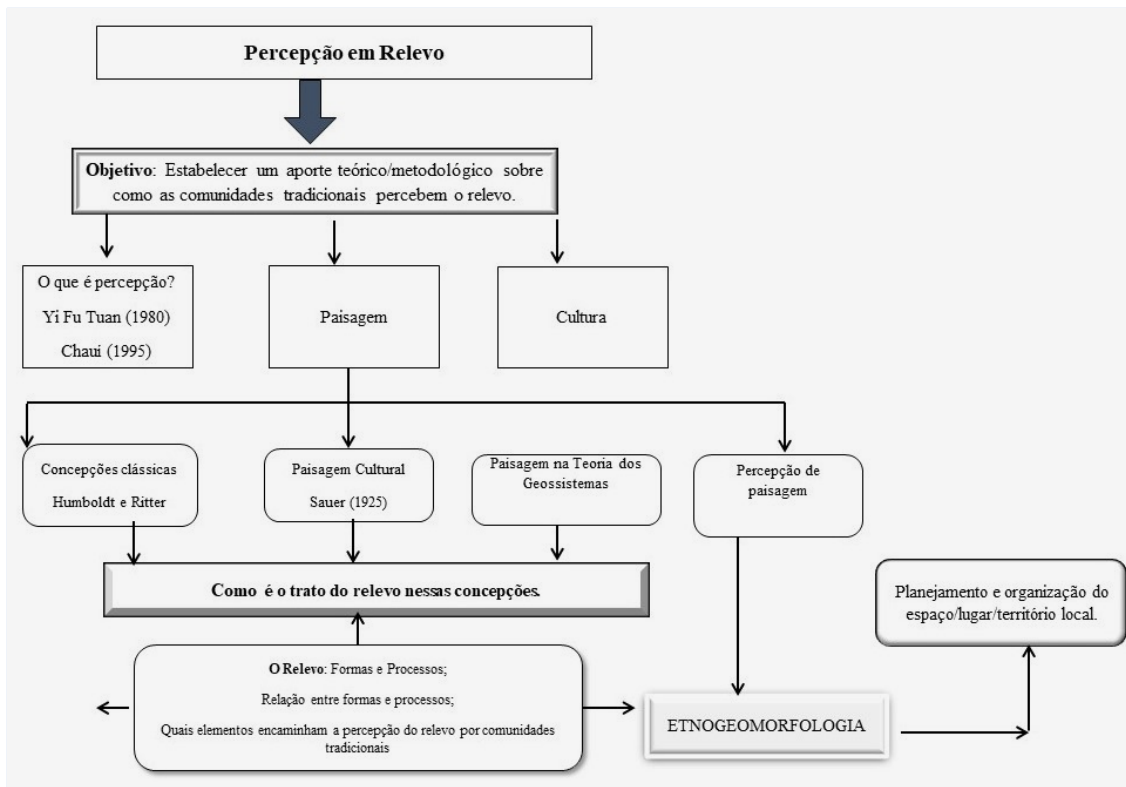 Percepção em Relevo
Objetivo: Estabelecer um aporte teórico/metodológico sobre
como as comunidades tradicionais percebem o relevo.
O que é percepção?
Yi Fu Tuan (1980)
Chaui (1995)
Paisagem
Cultura
Concepções clássicas
Humboldt e Ritter
Paisagem Cultural
Sauer (1925)
Paisagem na Teoria dos
Geossistemas
Percepção de
paisagem
Como é o trato do relevo nessas concepções.
Planejamento e organização do
espaço/lugar/território local.
O Relevo: Formas e Processos;
Relação entre formas e processos;
Quais elementos encaminham a percepção do relevo por comunidades
tradicionais
ETNOGEOMORFOLOGIA